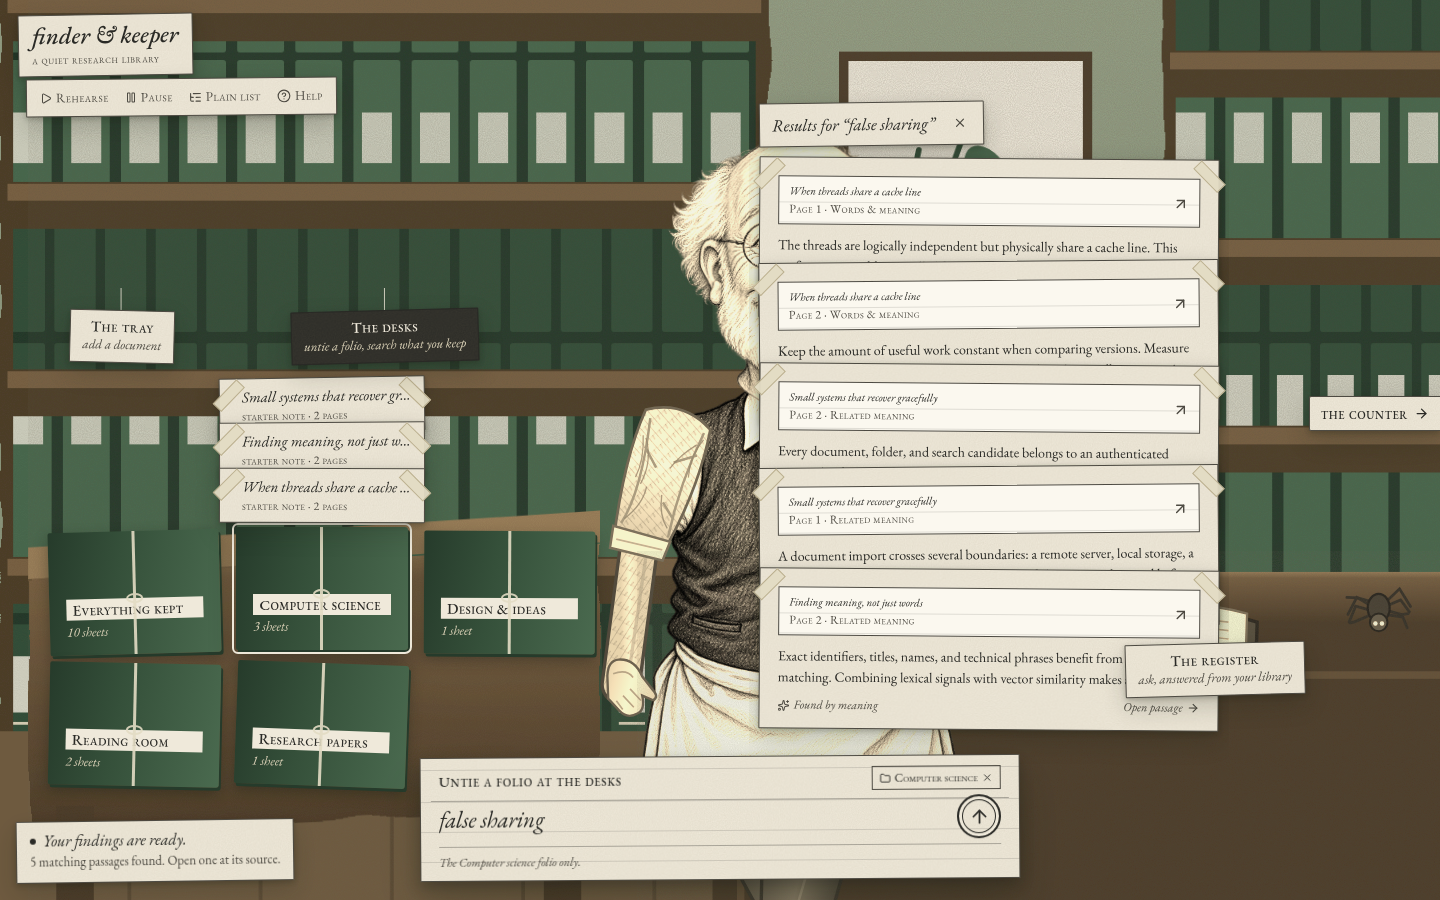 finder & keeper
A QUIET RESEARCH LIBRARY
Rehearse
Pause
Plain list
Help
Results for “false sharing”
When threads share a cache line
Page 1 · Words & meaning
The threads are logically independent but physically share a cache line. This
When threads share a cache line
Page 2 · Words & meaning
Keep the amount of useful work constant when comparing versions. Measure
Small systems that recover gracefully
Page 2 · Related meaning
Every document, folder, and search candidate belongs to an authenticated
Small systems that recover gracefully
Page 1 · Related meaning
A document import crosses several boundaries: a remote server, local storage, a
Finding meaning, not just words
Page 2 · Related meaning
Exact identifiers, titles, names, and technical phrases benefit from
matching. Combining lexical signals with vector similarity makes
Found by meaning
Open passage
The tray
add a document
The desks
untie a folio, search what you keep
The counter
Small systems that recover gr...
starter note · 2 pages
Finding meaning, not just w...
starter note · 2 pages
When threads share a cache ...
starter note · 2 pages
Everything kept
10 sheets
Computer science
3 sheets
Design & ideas
1 sheet
Reading room
2 sheets
Research papers
1 sheet
The register
ask, answered from your library
Untie a folio at the desks
Computer science
false sharing
The Computer science folio only.
Your findings are ready.
5 matching passages found. Open one at its source.